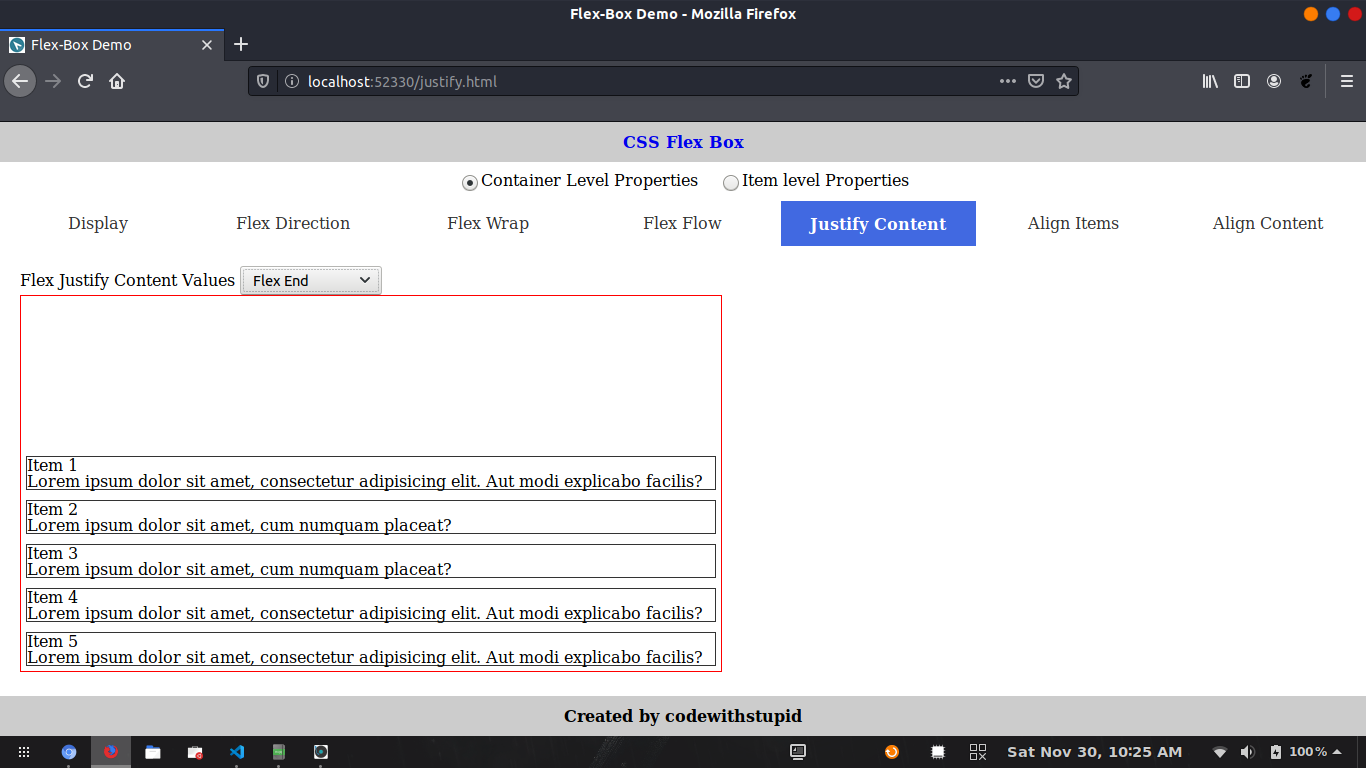 Flex-Box Demo - Mozilla Firefox
Flex-Box Demo
localhost:52330/justify.html
CSS Flex Box
Container Level Properties Item level Properties
Display Flex Direction Flex Wrap Flex Flow Justify Content Align Items Align Content
Flex Justify Content Values Flex End
Item 1
Lorem ipsum dolor sit amet, consectetur adipisicing elit. Aut modi explicabo facilis?
Item 2
Lorem ipsum dolor sit amet, cum numquam placeat?
Item 3
Lorem ipsum dolor sit amet, cum numquam placeat?
Item 4
Lorem ipsum dolor sit amet, consectetur adipisicing elit. Aut modi explicabo facilis?
Item 5
Lorem ipsum dolor sit amet, consectetur adipisicing elit. Aut modi explicabo facilis?
Created by codewithstupid
Sat Nov 30, 10:25 AM 100 %